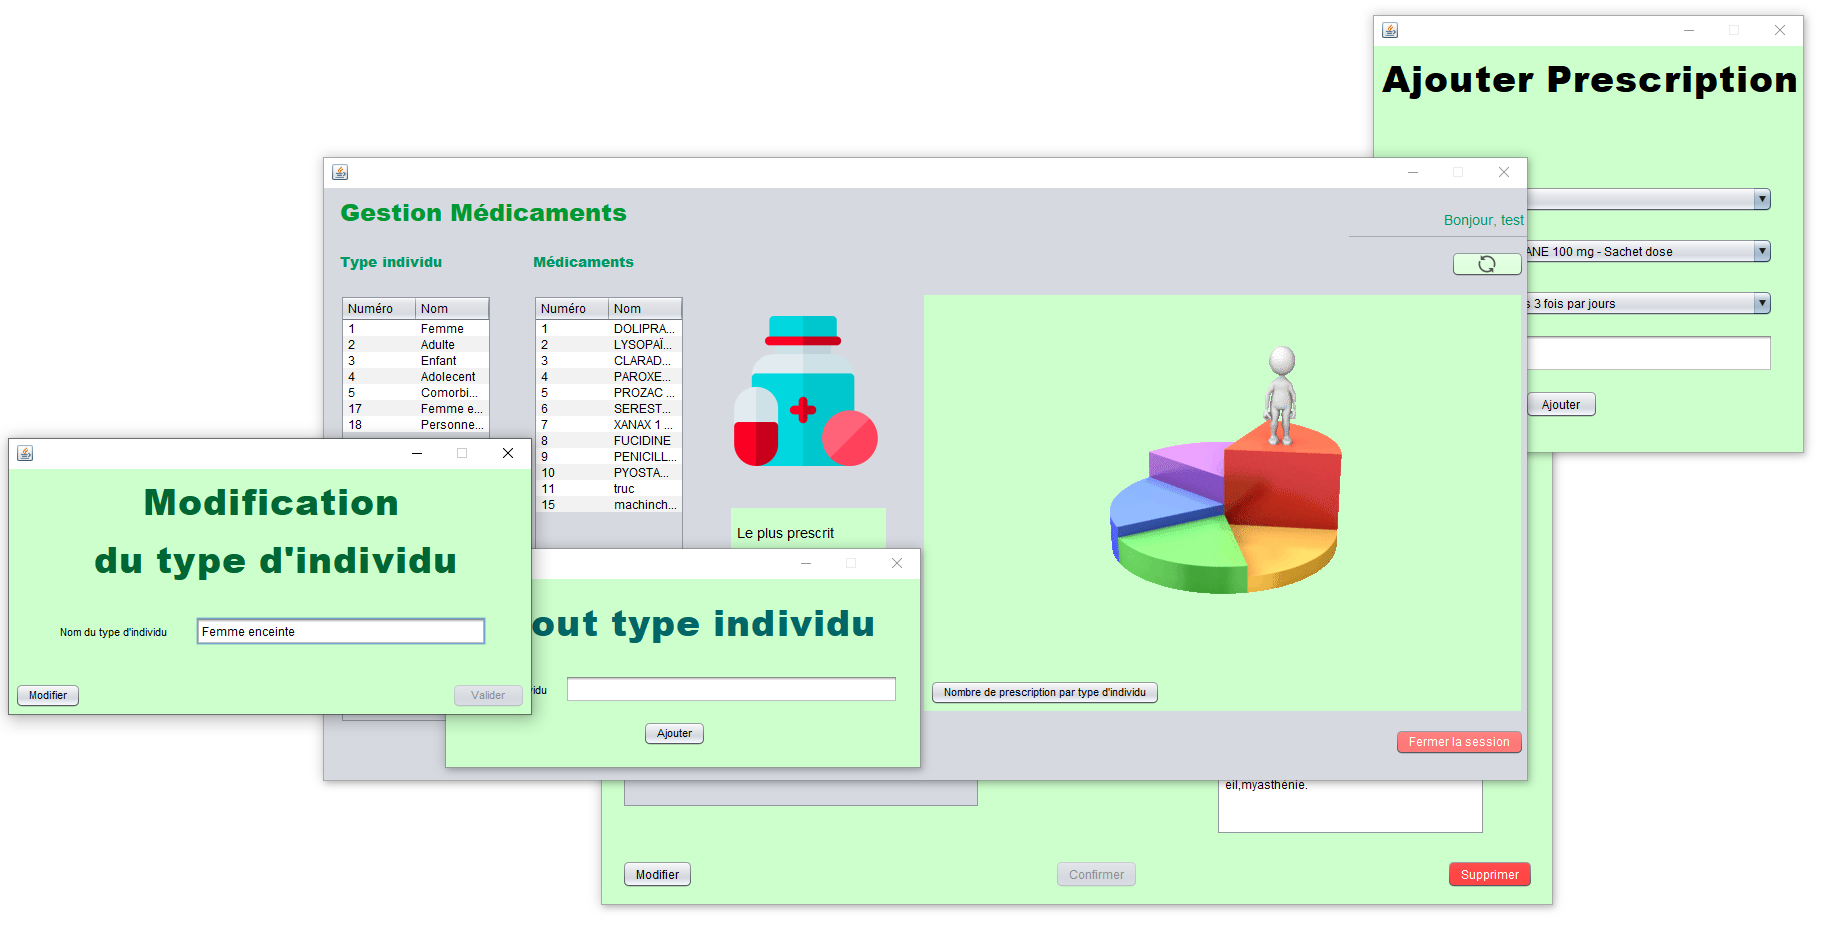 Ajouter Prescription
ANE 100 mg - Sachet dose
s 3 fois par jours
Ajouter
Gestion Médicaments
Bonjour, test
Type individu
Médicaments
Numéro Nom
1 Femme
2 Adulte
3 Enfant
4 Adolecent
5 Comorbi...
17 Femme e...
18 Personne...
Numéro Nom
1 DOLIPRA...
2 LYSOPAÏ...
3 CLARAD...
4 PAROXE...
5 PROZAC ...
6 SEREST...
7 XANAX 1 ...
8 FUCIDINE
9 PENICILL...
10 PYOSTA...
11 truc
15 machinch...
Le plus prescrit
Nombre de prescription par type d'individu
Fermer la session
Modification
du type d'individu
Nom du type d'individu
Femme enceinte
Modifier
Valider
out type individu
vidu
Ajouter
eil,myasthénie.
Modifier
Confirmer
Supprimer